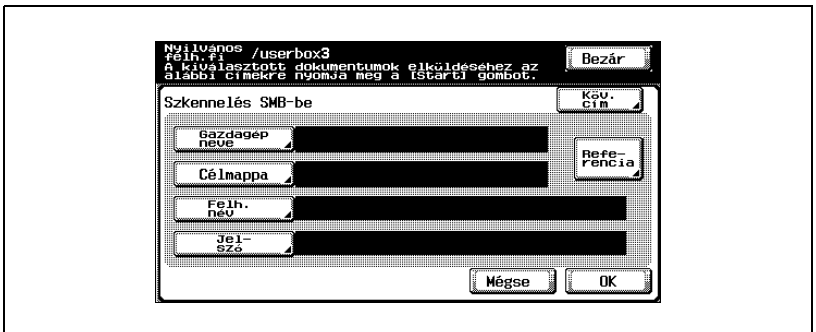 Nyilvános
felh.fi /userbox3
A kiválasztott dokumentumok elküldéséhez az
alábbi címekre nyomja meg a [Start] gombot.
Bezár
Szkennelés SMB-be
Köv.
cím
Gazdagép
neve
Refe-
rencia
Célmappa
Felh.
név
Jel-
szó
Mégse
OK